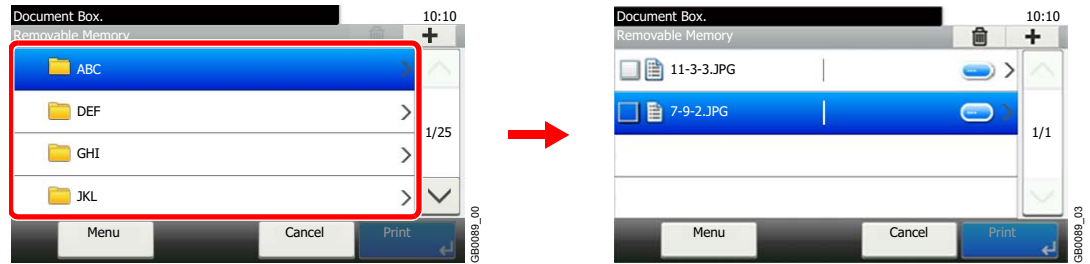 Document Box.
10:10
Removable Memory
ABC
DEF
1/25
GHI
JKL
Menu
Cancel
Print
GB0089_00
Document Box.
10:10
Removable Memory
11-3-3.JPG
7-9-2.JPG
1/1
Menu
Cancel
Print
GB0089_03